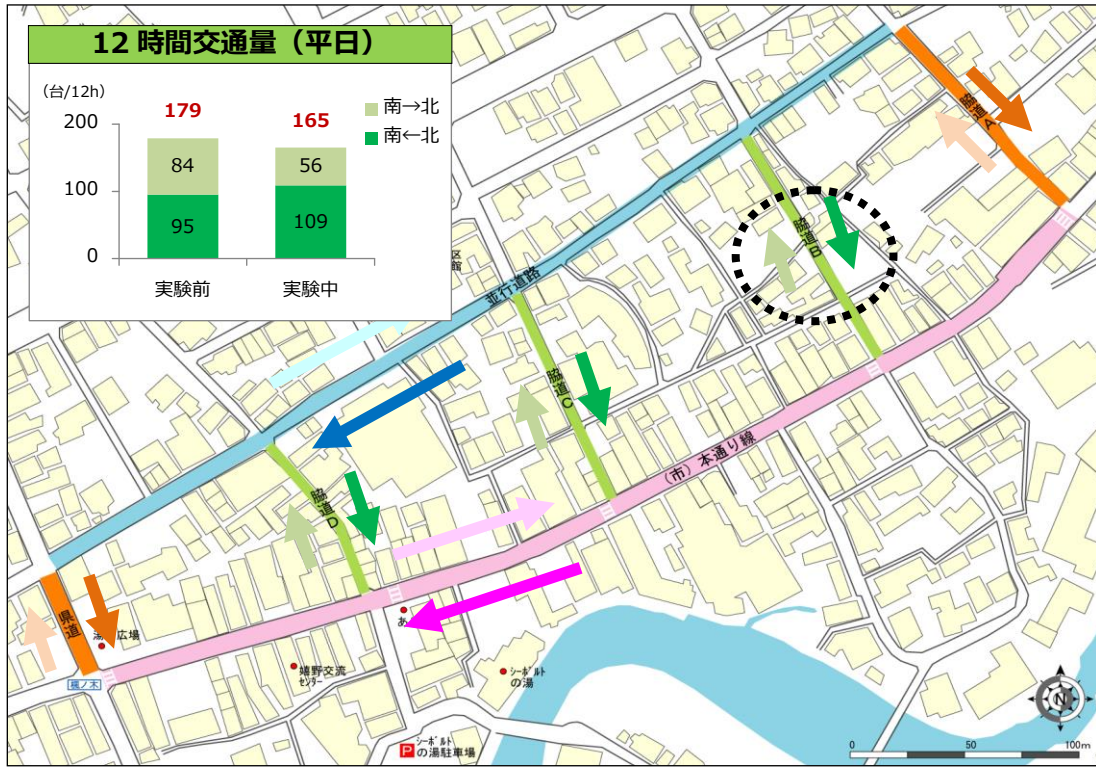 12 時間交通量（平日）
（台/12h）
179
165
南→北
南←北
200
84
56
100
95
109
0
実験前
実験中
脇道A
脇道B
並行道路
脇道C
（市）本通り線
脇道D
県道
広場
嬉野交流
センター
シーボルト
の湯
P
シーボルト
の湯駐車場
N
0
50
100m